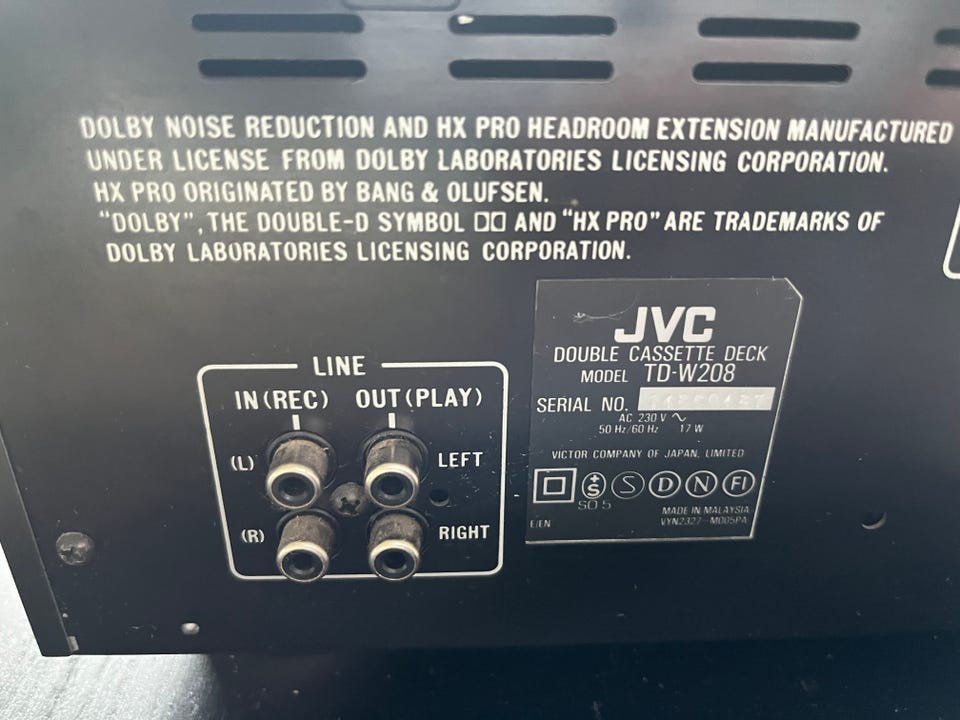 DOLBY NOISE REDUCTION AND HX PRO HEADROOM EXTENSION MANUFACTURED
UNDER LICENSE FROM DOLBY LABORATORIES LICENSING CORPORATION.
HX PRO ORIGINATED BY BANG & OLUFSEN.
"DOLBY", THE DOUBLE-D SYMBOL AND "HX PRO" ARE TRADEMARKS OF
DOLBY LABORATORIES LICENSING CORPORATION.
LINE
IN (REC) OUT (PLAY)
(L) LEFT
(R) RIGHT
JVC
DOUBLE CASSETTE DECK
MODEL TD-W208
SERIAL NO.
AC 230 V ~
50 Hz/60 Hz 17 W
VICTOR COMPANY OF JAPAN, LIMITED
S S D N FI
SO 5
MADE IN MALAYSIA
E/EN VYN2327-M005PA